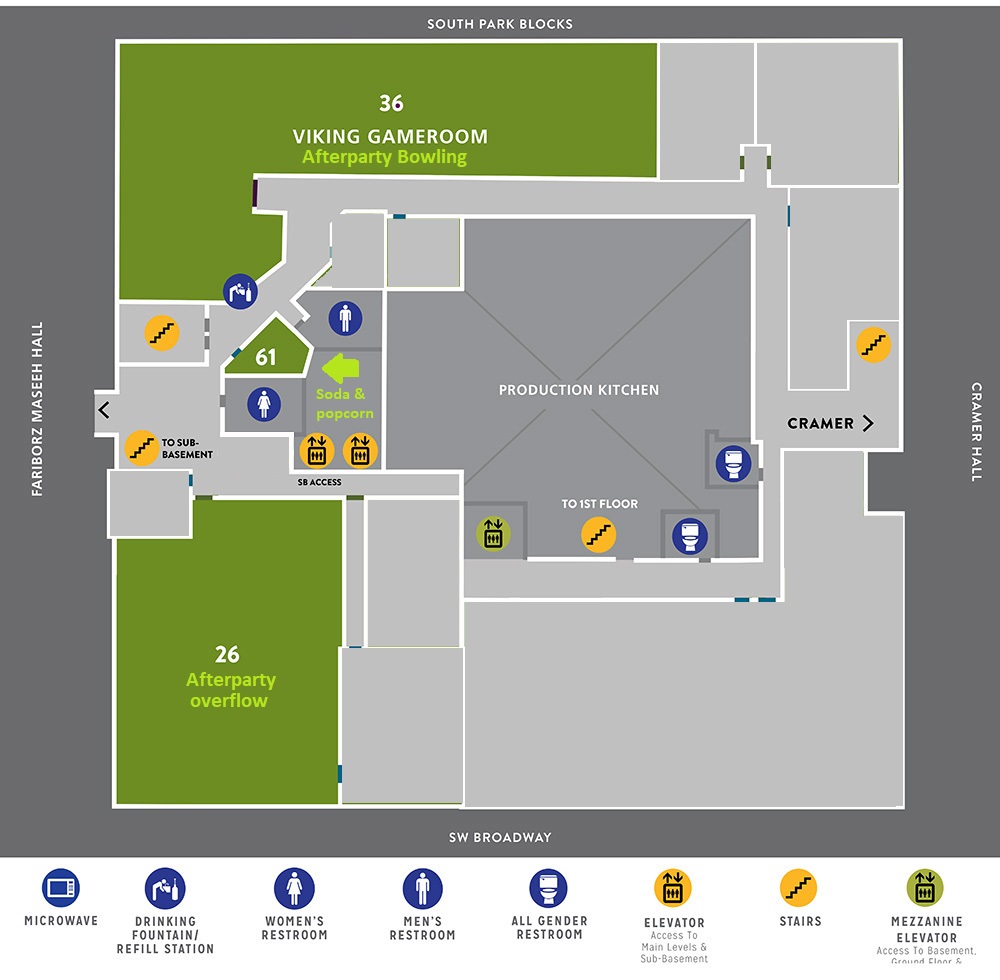 SOUTH PARK BLOCKS
36
VIKING GAMEROOM
Afterparty Bowling
FARIBORZ MASEEH HALL
61
Soda &
popcorn
PRODUCTION KITCHEN
CRAMER
CRAMER HALL
TO SUB-
BASEMENT
SB ACCESS
TO 1ST FLOOR
26
Afterparty
overflow
SW BROADWAY
MICROWAVE
DRINKING
FOUNTAIN/
REFILL STATION
WOMEN'S
RESTROOM
MEN'S
RESTROOM
ALL GENDER
RESTROOM
ELEVATOR
Access To
Main Levels &
Sub-Basement
STAIRS
MEZZANINE
ELEVATOR
Access To Basement,
Ground Floor &